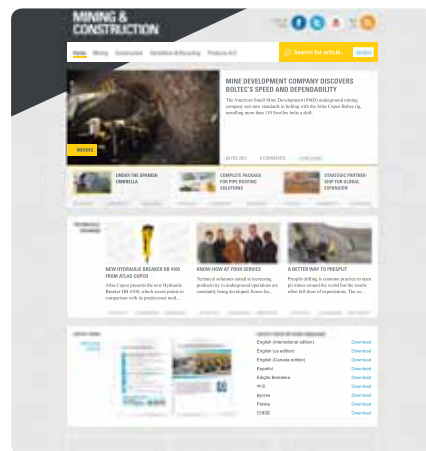 MINING &
CONSTRUCTION
Home Mining Construction Demolition & Recycling Products A-Z
Search for article...
MINING
MINE DEVELOPMENT COMPANY DISCOVERS
BOLTEC'S SPEED AND DEPENDABILITY
The American Small Mine Development (SMD) underground mining
company sets new standards in bolting with the Atlas Copco Boltec rig,
installing more than 110 Swellex bolts a shift.
FEB 2012 0 COMMENTS
UNDER THE SPANISH
UMBRELLA
COMPLETE PACKAGE
FOR PIPE ROOFING
SOLUTIONS
STRATEGIC PARTNER-
SHIP FOR GLOBAL
EXPANSION
NEW HYDRAULIC BREAKER HB 4100
FROM ATLAS COPCO
Atlas Copco presents the new Hydraulic
Breaker HB 4100, which scores points in
comparison with its predecessor mod...
KNOW-HOW AT YOUR SERVICE
Technical solutions aimed at increasing
productivity in underground operations are
constantly being developed. Know-ho...
A BETTER WAY TO PRESPLIT
Presplit drilling is common practice in open
pit mines around the world but the results
often fall short of expectations. The us...
English (international edition) Download
English (us edition) Download
English (Canada edition) Download
Español Download
Edição Brasileira Download
中文 Download
русски Download
Polska Download
日本語 Download